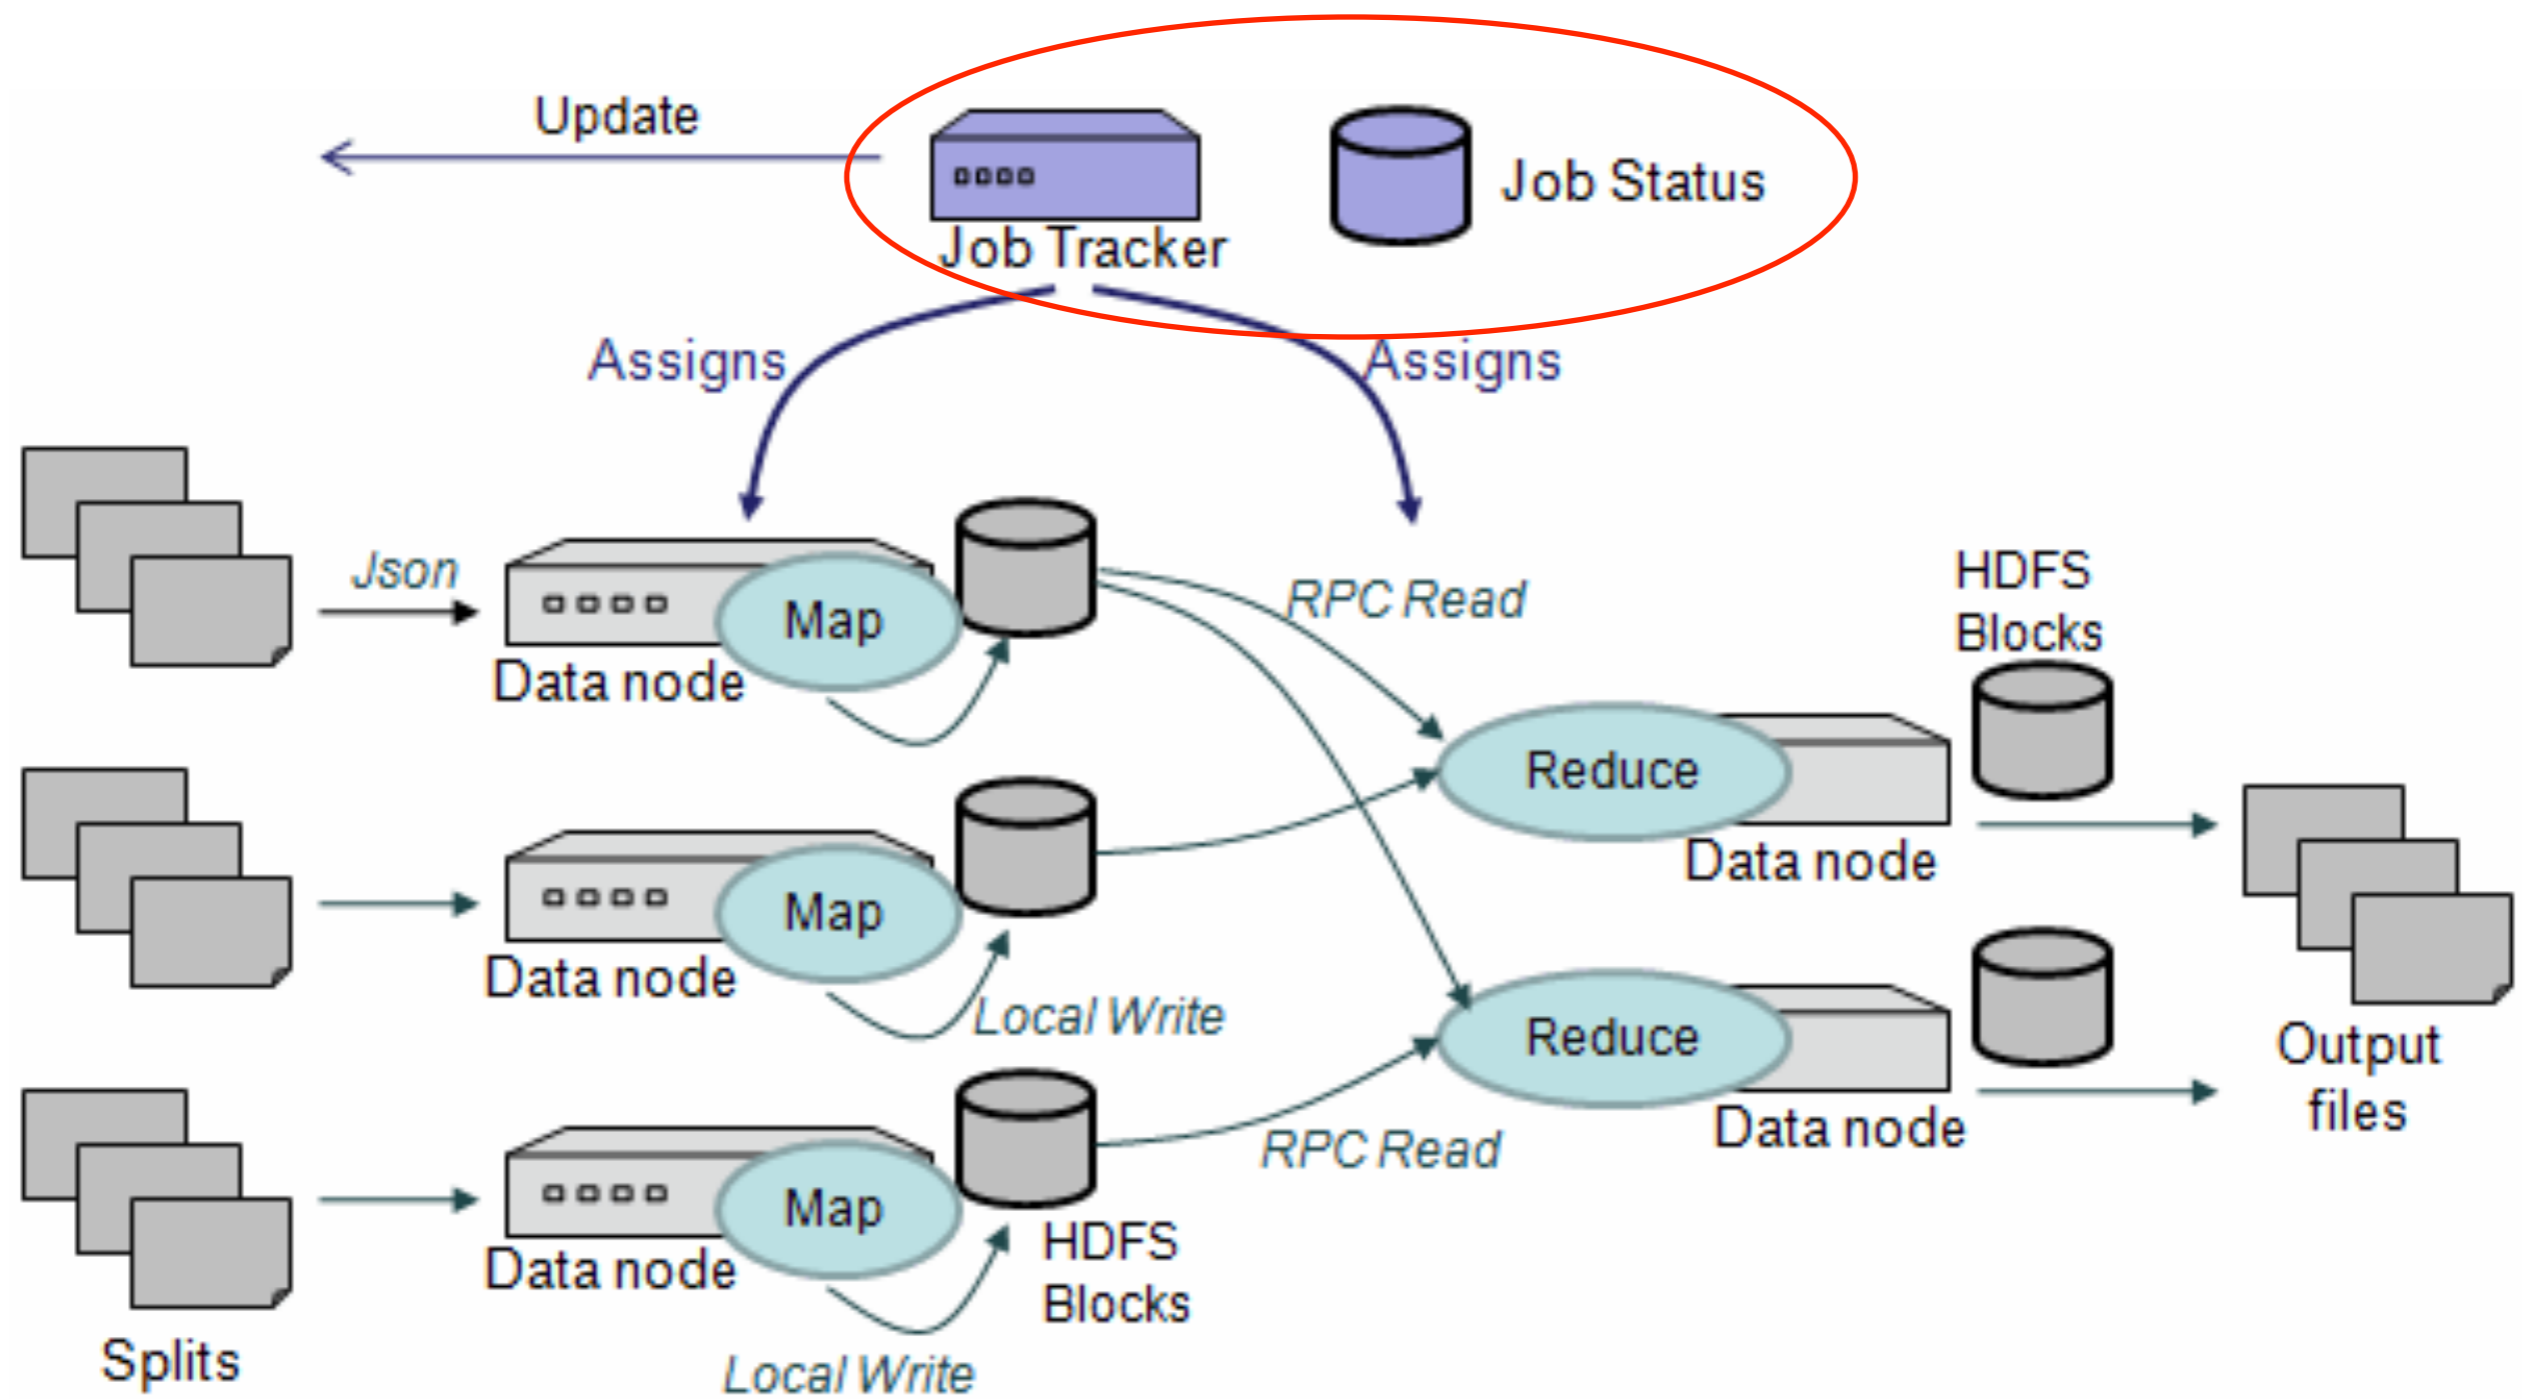 Update
Job Status
Job Tracker
Assigns
Assigns
Json
HDFS
Blocks
RPC Read
Map
Data node
Reduce
Data node
Map
Data node
Local Write
Reduce
Output
files
Data node
RPC Read
Map
HDFS
Blocks
Data node
Splits
Local Write